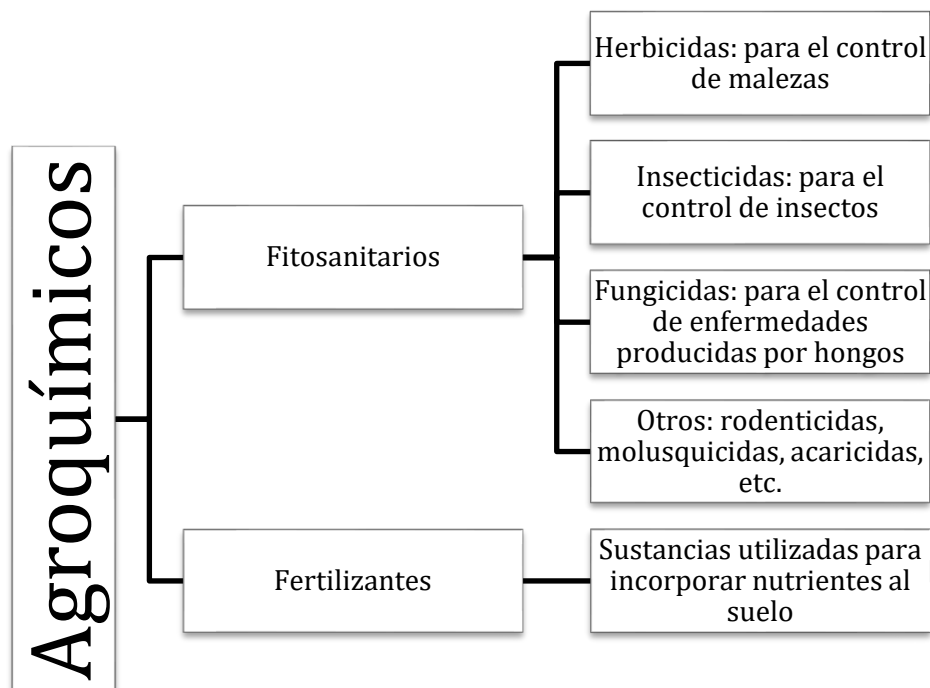 Agroquímicos
Fitosanitarios
Herbicidas: para el control
de malezas
Insecticidas: para el
control de insectos
Fungicidas: para el control
de enfermedades
producidas por hongos
Otros: rodenticidas,
molusquicidas, acaricidas,
etc.
Fertilizantes
Sustancias utilizadas para
incorporar nutrientes al
suelo